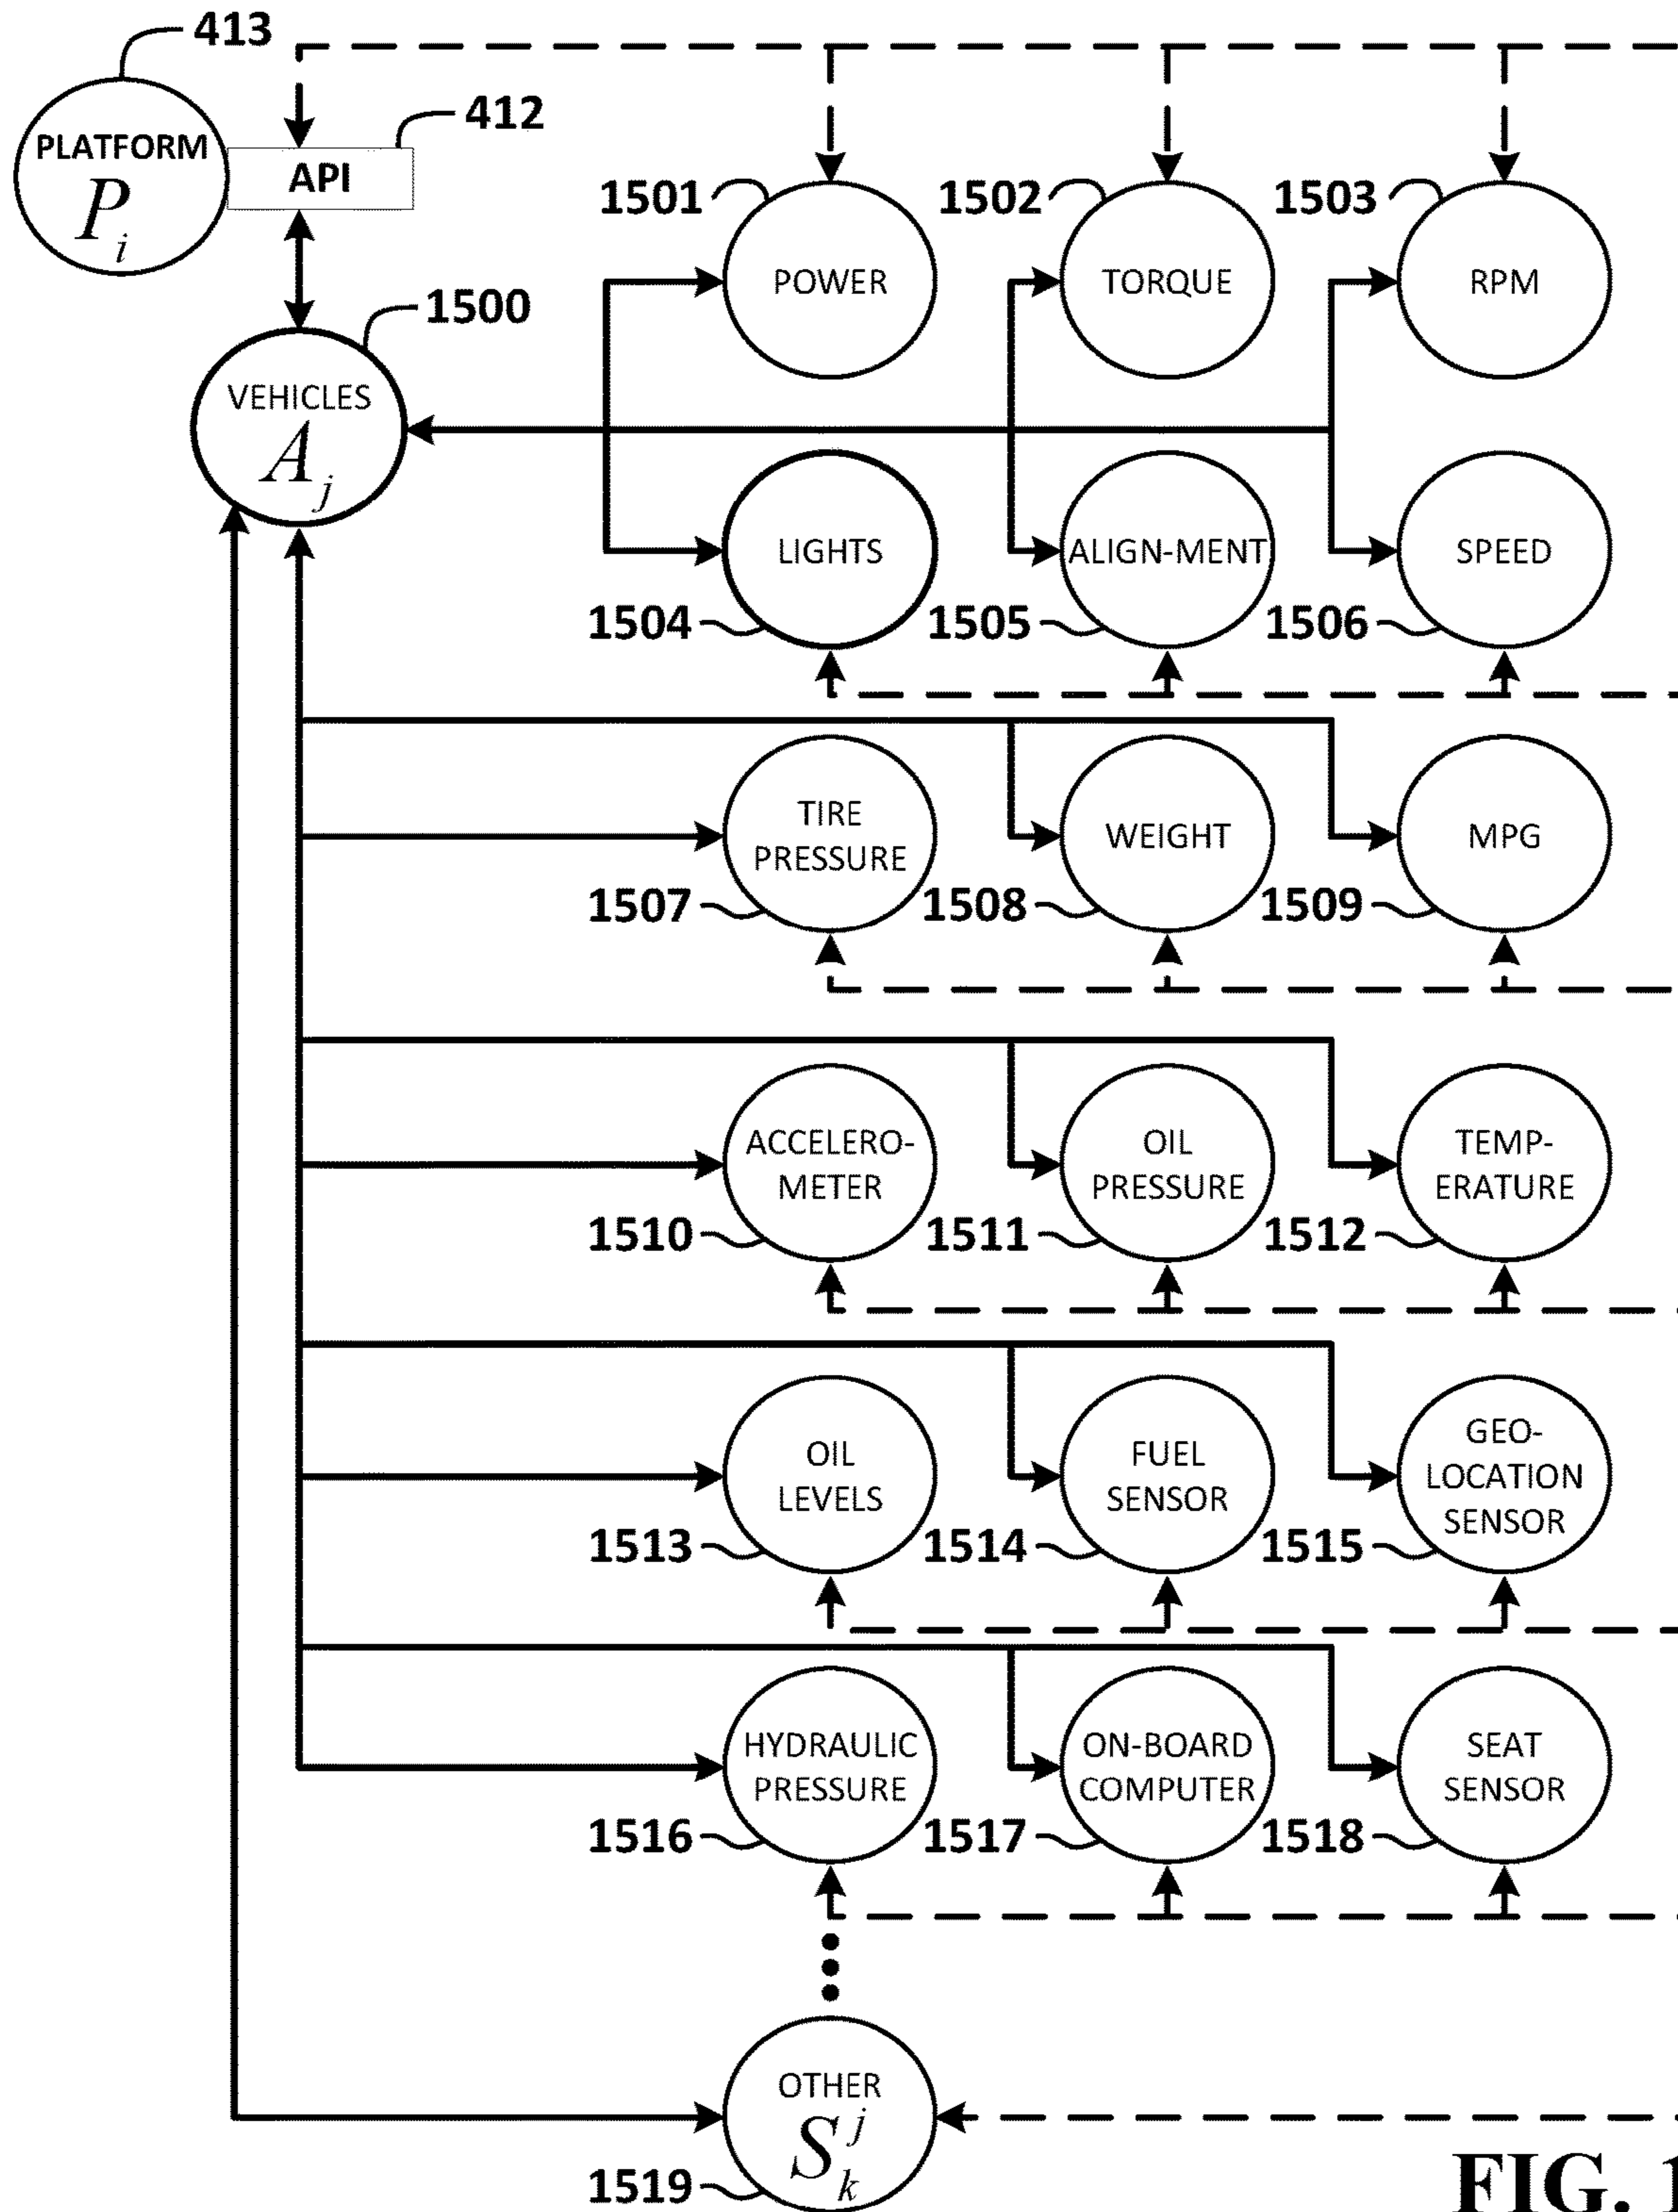 413
PLATFORM
P
i
412
API
1501
1502
1503
POWER
TORQUE
RPM
1500
VEHICLES
A
j
LIGHTS
ALIGN-MENT
SPEED
1504
1505
1506
TIRE
PRESSURE
WEIGHT
MPG
1507
1508
1509
ACCELERO-
METER
OIL
PRESSURE
TEMP-
ERATURE
1510
1511
1512
OIL
LEVELS
FUEL
SENSOR
GEO-
LOCATION
SENSOR
1513
1514
1515
HYDRAULIC
PRESSURE
ON-BOARD
COMPUTER
SEAT
SENSOR
1516
1517
1518
OTHER
S
j
k
1519
FIG. 1